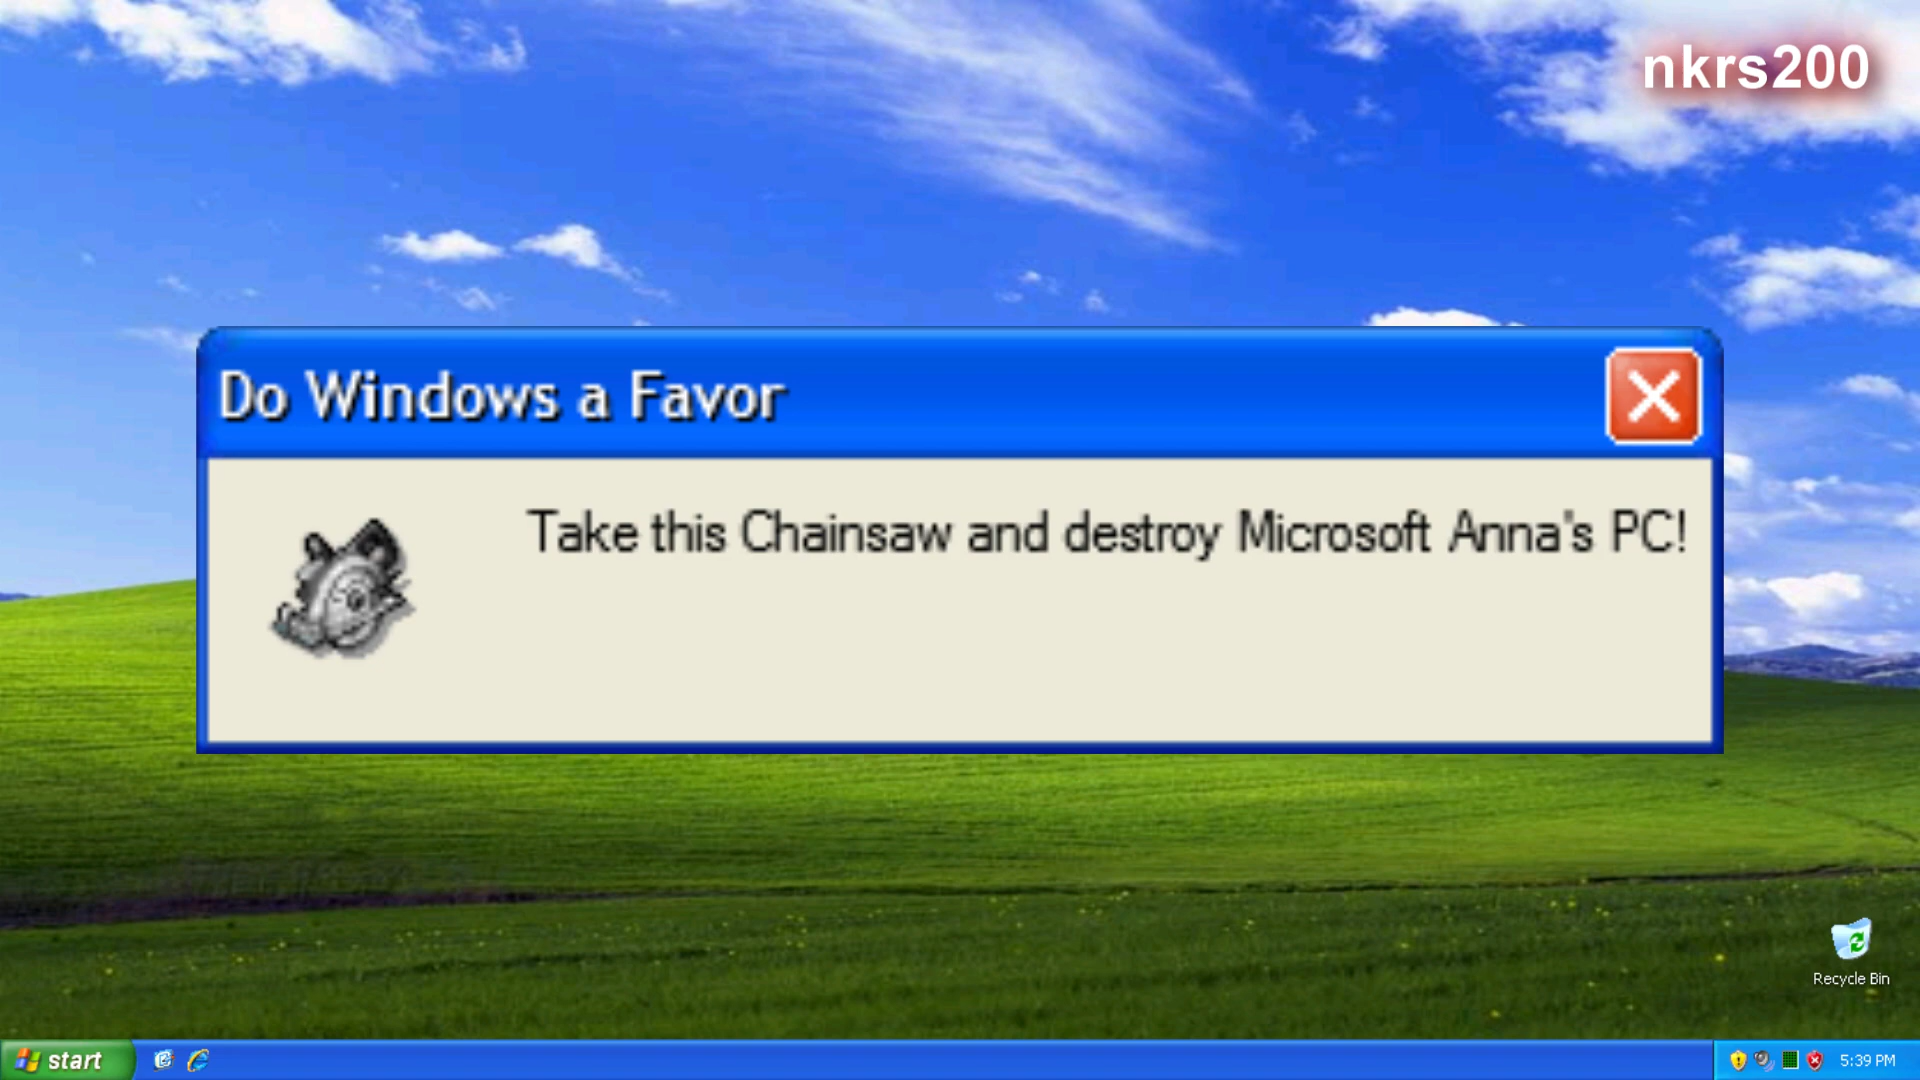 nkrs200
Do Windows a Favor
Take this Chainsaw and destroy Microsoft Anna's PC!
Recycle Bin
start
5:39 PM